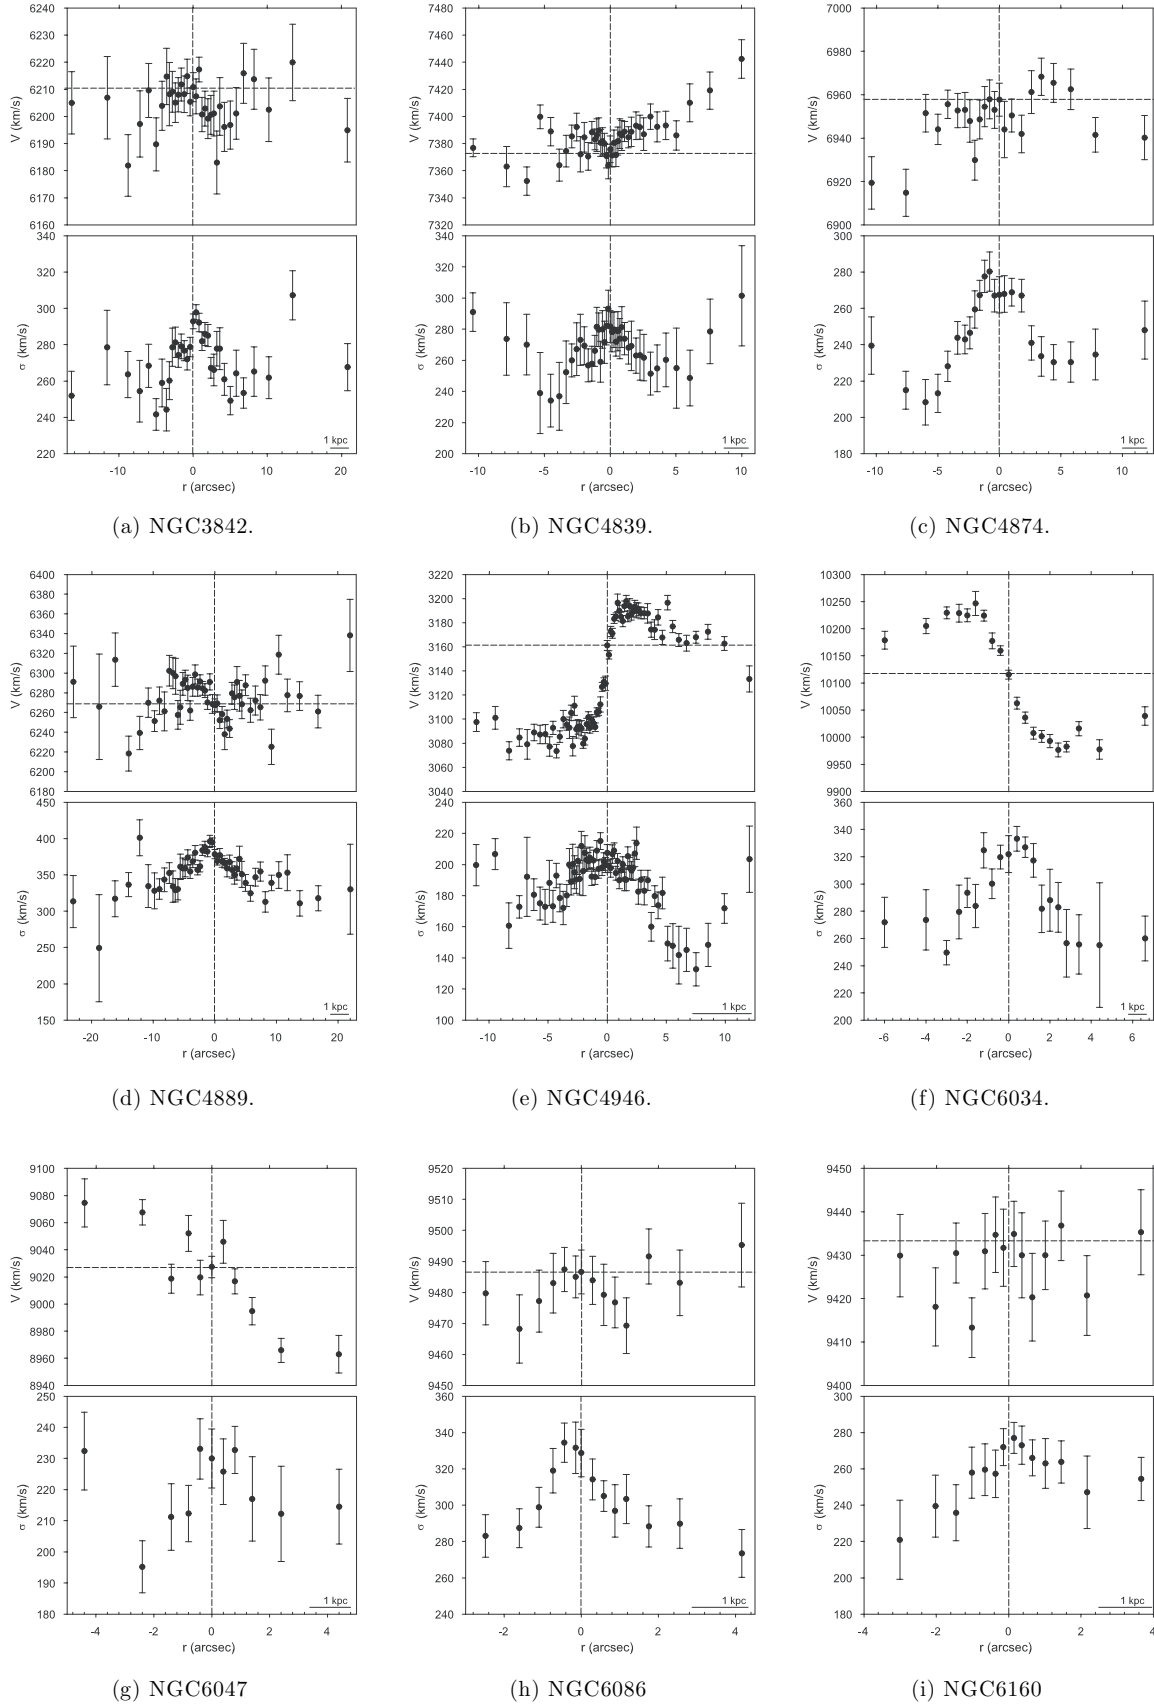 6240
6230
6220
6210
6200
6190
6180
6170
6160
V (km/s)
340
320
300
280
260
240
220
σ (km/s)
1 kpc
-10 0 10 20
r (arcsec)
(a) NGC3842.
7480
7460
7440
7420
7400
7380
7360
7340
7320
V (km/s)
340
320
300
280
260
240
220
200
σ (km/s)
1 kpc
-10 -5 0 5 10
r (arcsec)
(b) NGC4839.
7000
6980
6960
6940
6920
6900
V (km/s)
300
280
260
240
220
200
180
σ (km/s)
1 kpc
-10 -5 0 5 10
r (arcsec)
(c) NGC4874.
6400
6380
6360
6340
6320
6300
6280
6260
6240
6220
6200
6180
V (km/s)
450
400
350
300
250
200
150
σ (km/s)
1 kpc
-20 -10 0 10 20
r (arcsec)
(d) NGC4889.
3220
3200
3180
3160
3140
3120
3100
3080
3060
3040
V (km/s)
240
220
200
180
160
140
120
100
σ (km/s)
1 kpc
-10 -5 0 5 10
r (arcsec)
(e) NGC4946.
10300
10250
10200
10150
10100
10050
10000
9950
9900
V (km/s)
360
340
320
300
280
260
240
220
200
σ (km/s)
1 kpc
-6 -4 -2 0 2 4 6
r (arcsec)
(f) NGC6034.
9100
9080
9060
9040
9020
9000
8980
8960
8940
V (km/s)
250
240
230
220
210
200
190
180
σ (km/s)
1 kpc
-4 -2 0 2 4
r (arcsec)
(g) NGC6047
9520
9510
9500
9490
9480
9470
9460
9450
V (km/s)
360
340
320
300
280
260
240
σ (km/s)
1 kpc
-2 0 2 4
r (arcsec)
(h) NGC6086
9450
9440
9430
9420
9410
9400
V (km/s)
300
280
260
240
220
200
180
σ (km/s)
1 kpc
-4 -2 0 2 4
r (arcsec)
(i) NGC6160